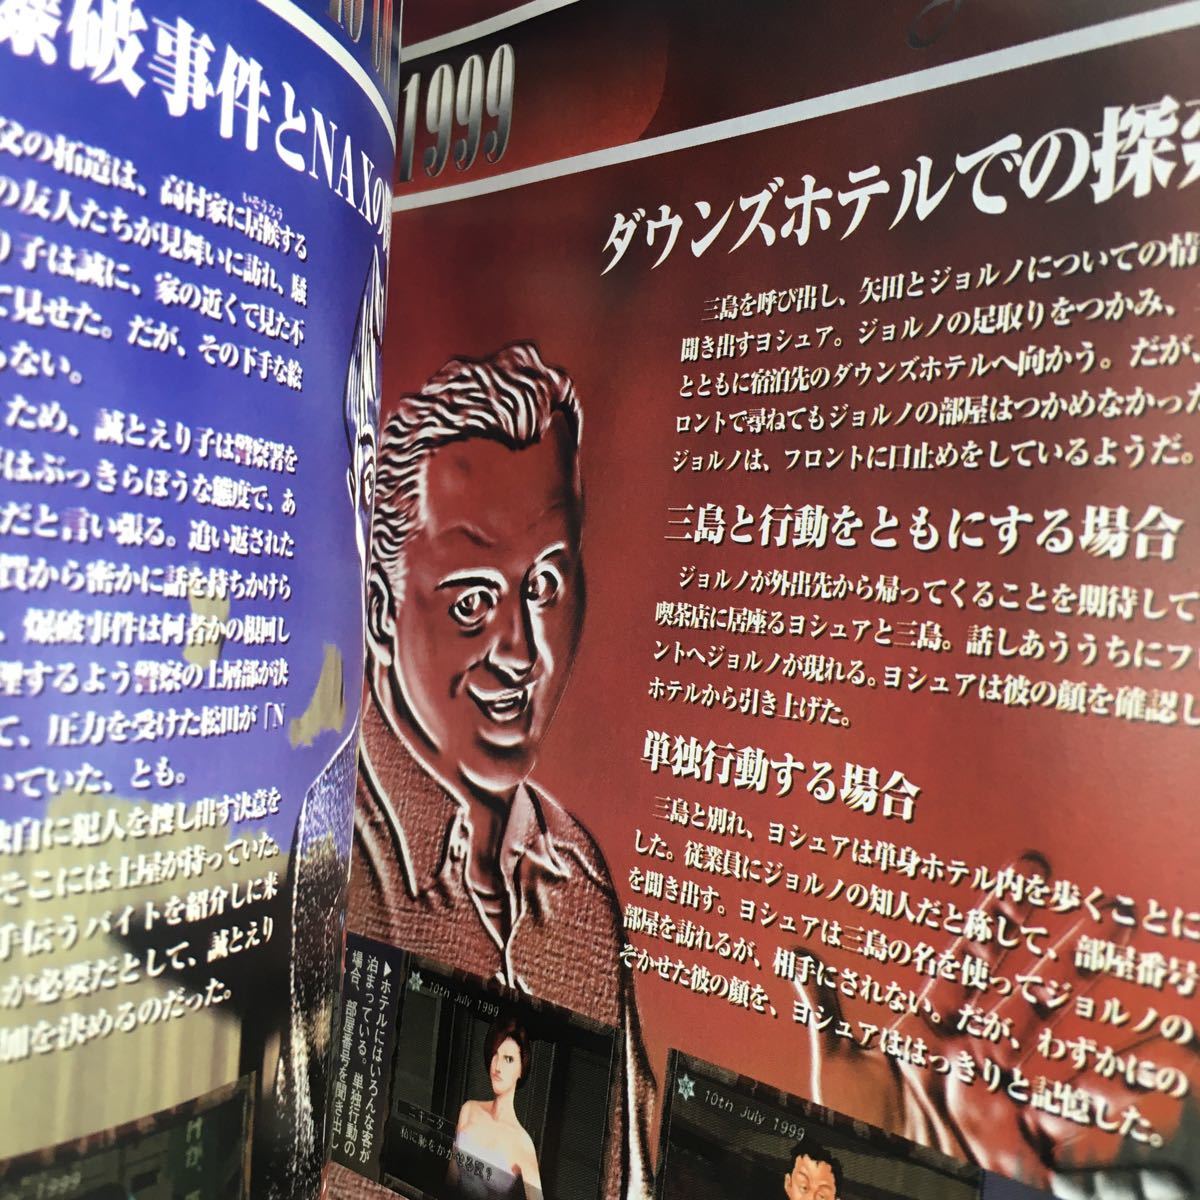 爆破事件とNAXの
父の拓造は、高村家に居候する
いそうろう
の友人たちが見舞いに訪れ、騒
り子は誠に、家の近くで見た不
て見せた。だが、その下手な絵
らない。
ため、誠とえり子は警察署を
はぶっきらぼうな態度で、あ
だと言い張る。追い返された
質から密かに話を持ちかけら
、爆破事件は何者かの根回し
理するよう警察の上層部が決
て、圧力を受けた桜田が「N
いていた、とも。
独自に犯人を捜し出す決意を
そこには土屋が待っていた。
手伝うバイトを紹介しに来
が必要だとして、誠とえり
加を決めるのだった。
1999
ダウンズホテルでの探
三島を呼び出し、矢田とジョルノについての情
聞き出すヨシュア。ジョルノの足取りをつかみ、
とともに宿泊先のダウンズホテルへ向かう。だが
ロントで尋ねてもジョルノの部屋はつかめなかった
ジョルノは、フロントに口止めをしているようだ。
三島と行動をともにする場合
ジョルノが外出先から帰ってくることを期待して
喫茶店に居座るヨシュアと三島。話しあううちにフロ
ントへジョルノが現れる。ヨシュアは彼の顔を確認し
ホテルから引き上げた。
単独行動する場合
三島と別れ、ヨシュアは単身ホテル内を歩くことに
した。従業員にジョルノの知人だと称して、部屋番号
を聞き出す。ヨシュアは三島の名を使ってジョルノの
部屋を訪れるが、相手にされない。だが、わずかにの
ぞかせた彼の顔を、ヨシュアははっきりと記憶した。
▶ホテルにはいろんな客が
泊まっている。単独行動の
場合、部屋番号を聞き出し
10th July 1999
私に恥をかかせる気？
10th July 1999
1999